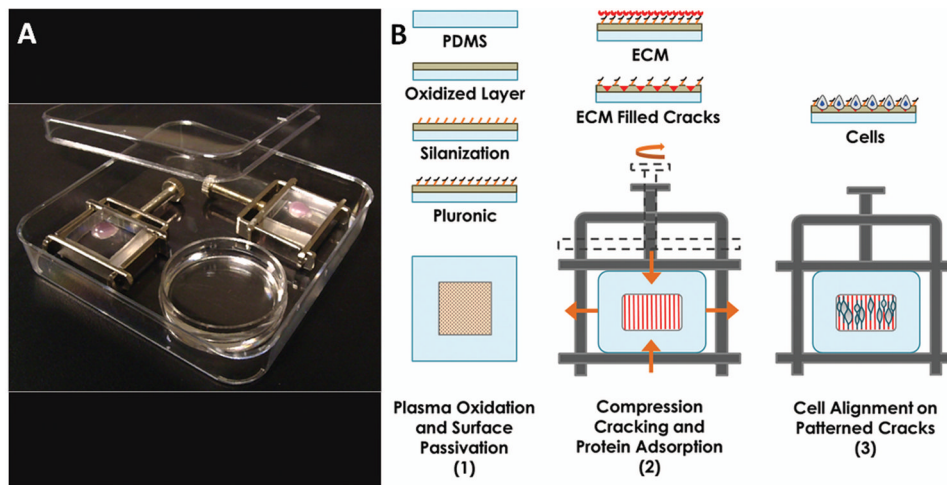 A
B
PDMS
Oxidized Layer
Silanization
Pluronic
Plasma Oxidation
and Surface
Passivation
(1)
ECM
ECM Filled Cracks
Compression
Cracking and
Protein Adsorption
(2)
Cells
Cell Alignment on
Patterned Cracks
(3)